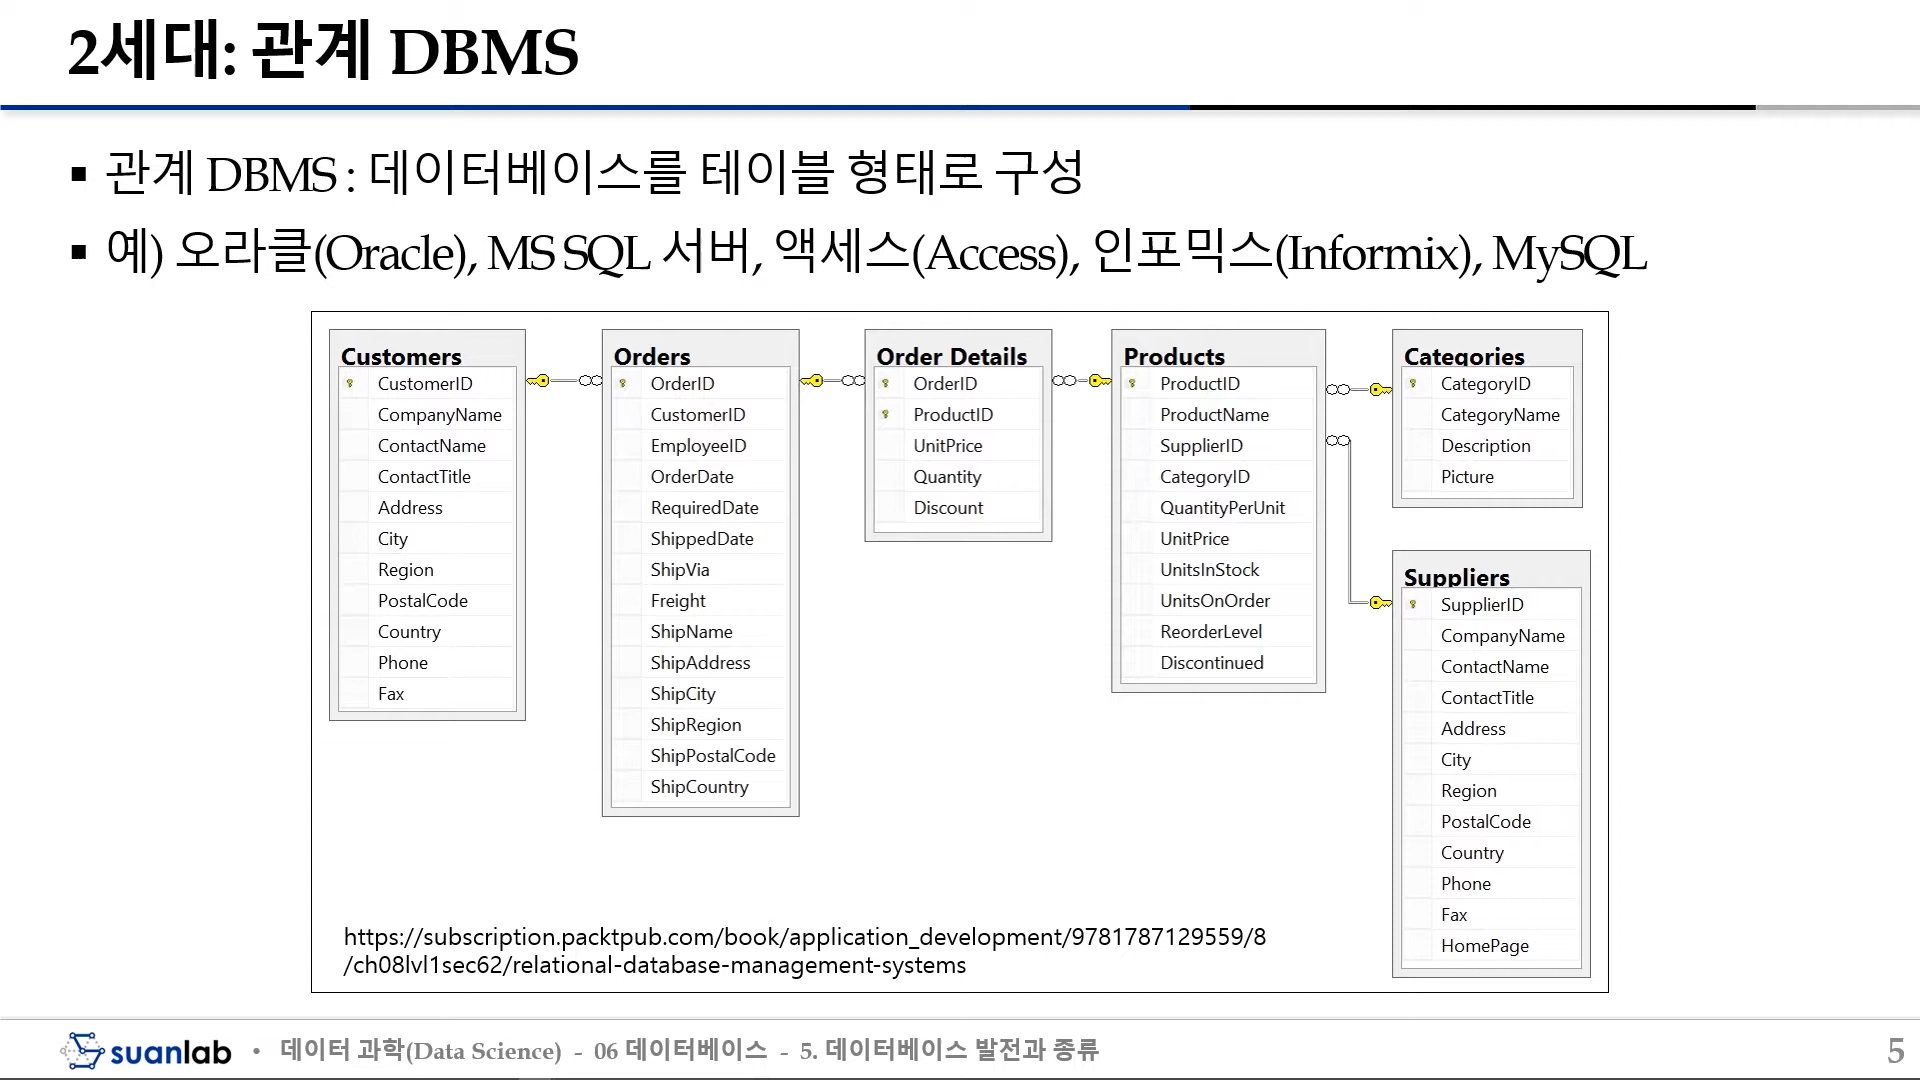 2세대: 관계 DBMS
▪ 관계 DBMS : 데이터베이스를 테이블 형태로 구성
▪ 예) 오라클(Oracle), MS SQL 서버, 액세스(Access), 인포믹스(Informix), MySQL
Customers
CustomerID
CompanyName
ContactName
ContactTitle
Address
City
Region
PostalCode
Country
Phone
Fax
Orders
OrderID
CustomerID
EmployeeID
OrderDate
RequiredDate
ShippedDate
ShipVia
Freight
ShipName
ShipAddress
ShipCity
ShipRegion
ShipPostalCode
ShipCountry
Order Details
OrderID
ProductID
UnitPrice
Quantity
Discount
Products
ProductID
ProductName
SupplierID
CategoryID
QuantityPerUnit
UnitPrice
UnitsInStock
UnitsOnOrder
ReorderLevel
Discontinued
Categories
CategoryID
CategoryName
Description
Picture
Suppliers
SupplierID
CompanyName
ContactName
ContactTitle
Address
City
Region
PostalCode
Country
Phone
Fax
HomePage
https://subscription.packtpub.com/book/application_development/9781787129559/8
/ch08lvl1sec62/relational-database-management-systems
suanlab • 데이터 과학(Data Science) - 06 데이터베이스 - 5. 데이터베이스 발전과 종류
5